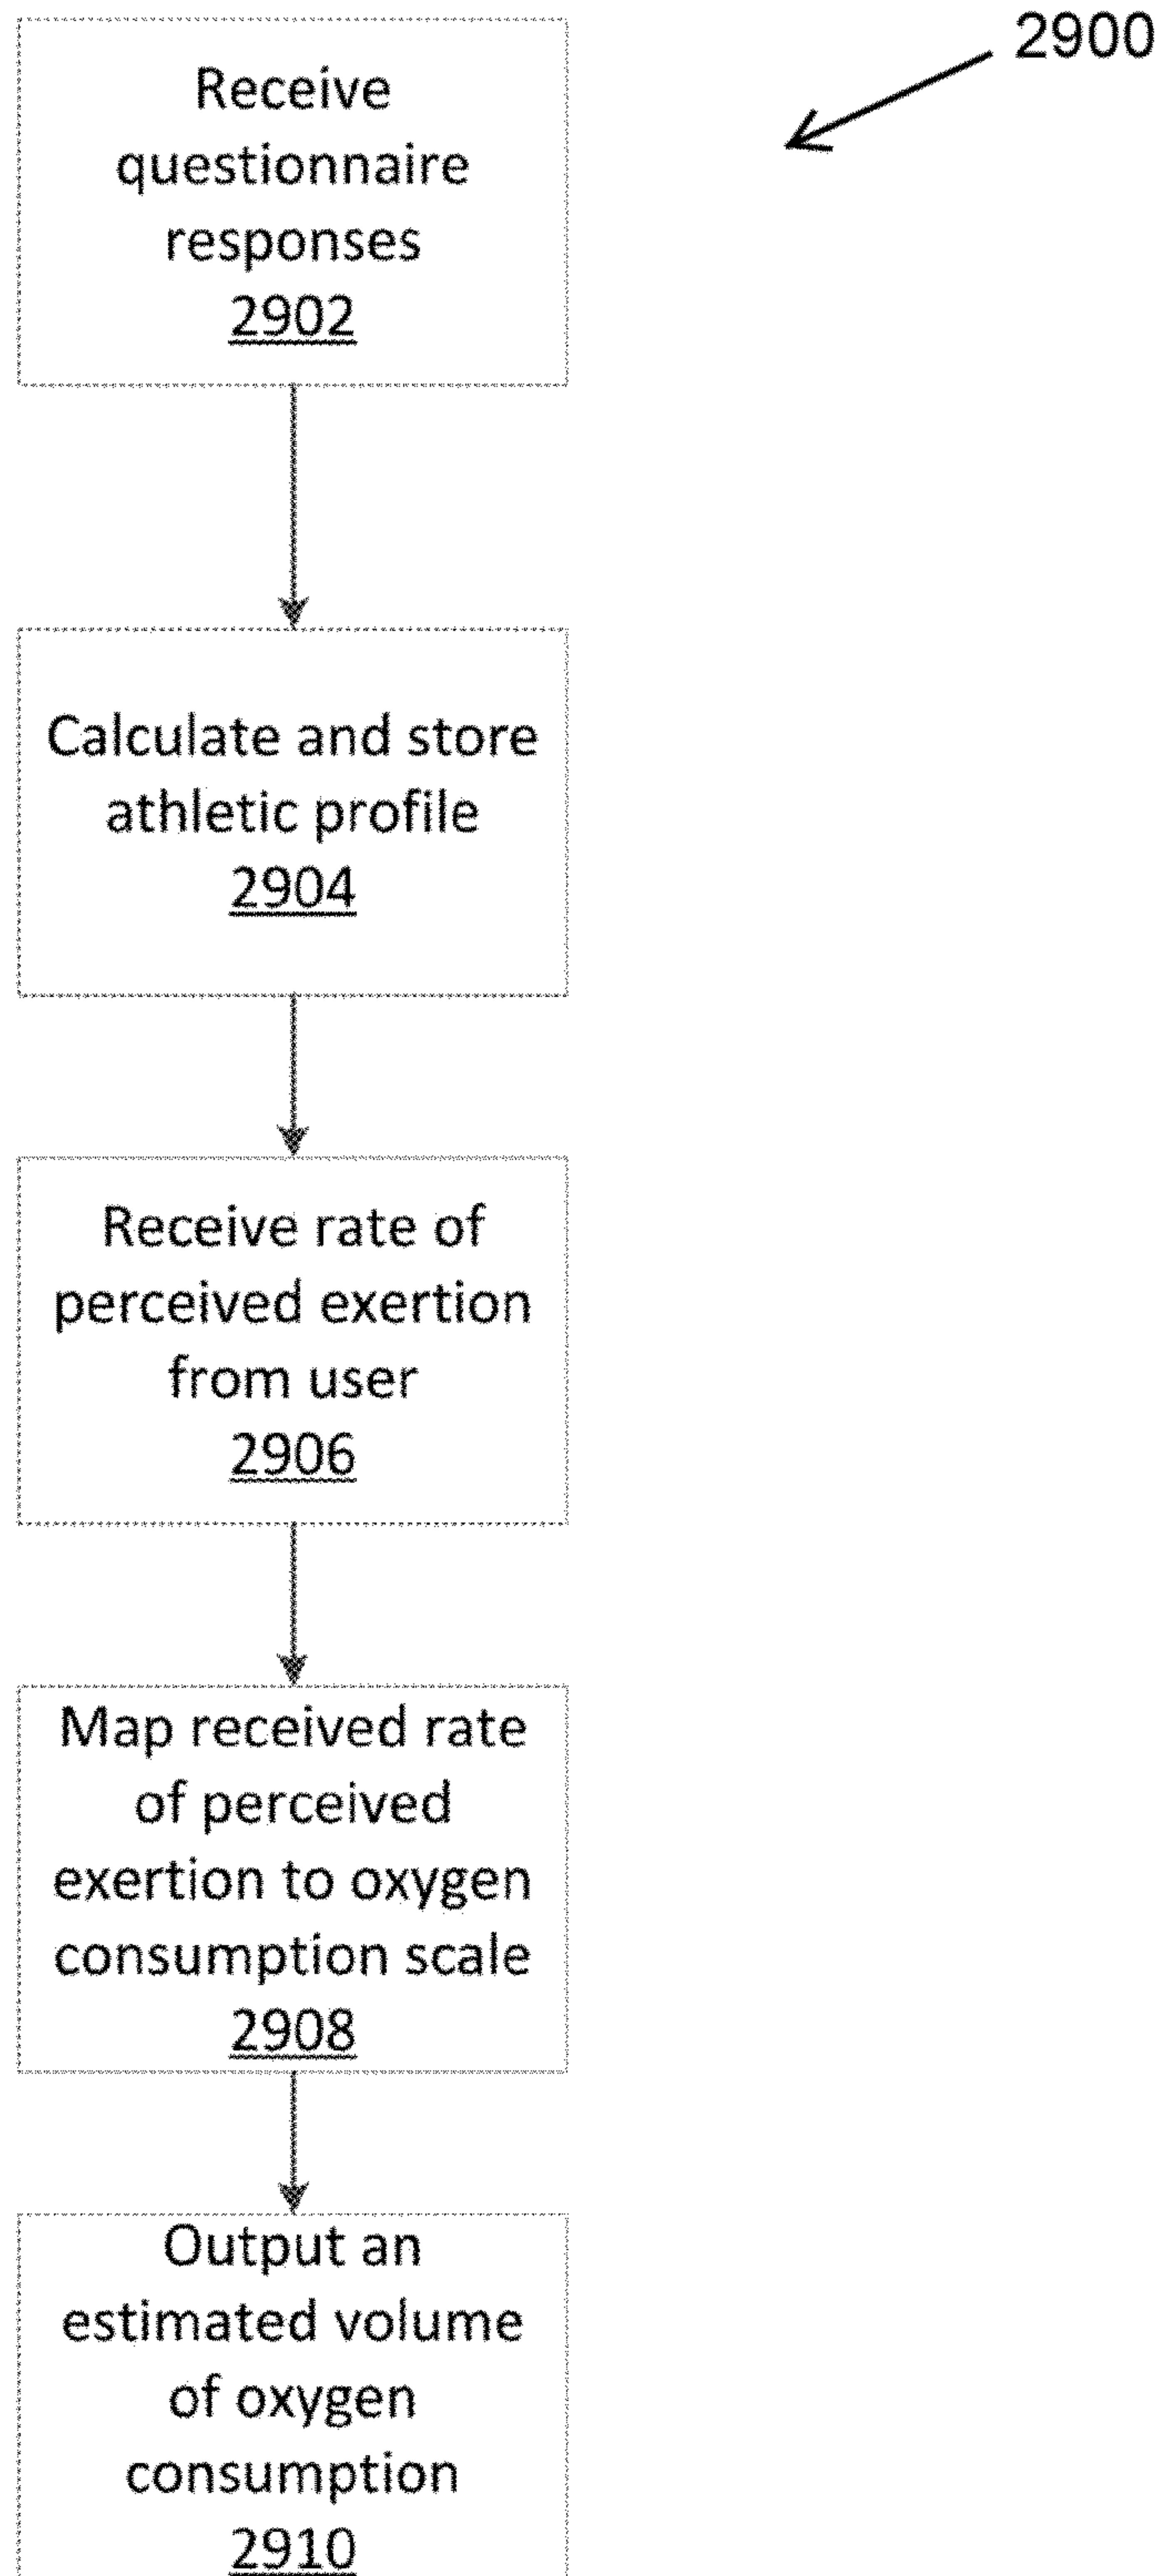 2900
Receive
questionnaire
responses
2902
Calculate and store
athletic profile
2904
Receive rate of
perceived exertion
from user
2906
Map received rate
of perceived
exertion to oxygen
consumption scale
2908
Output an
estimated volume
of oxygen
consumption
2910